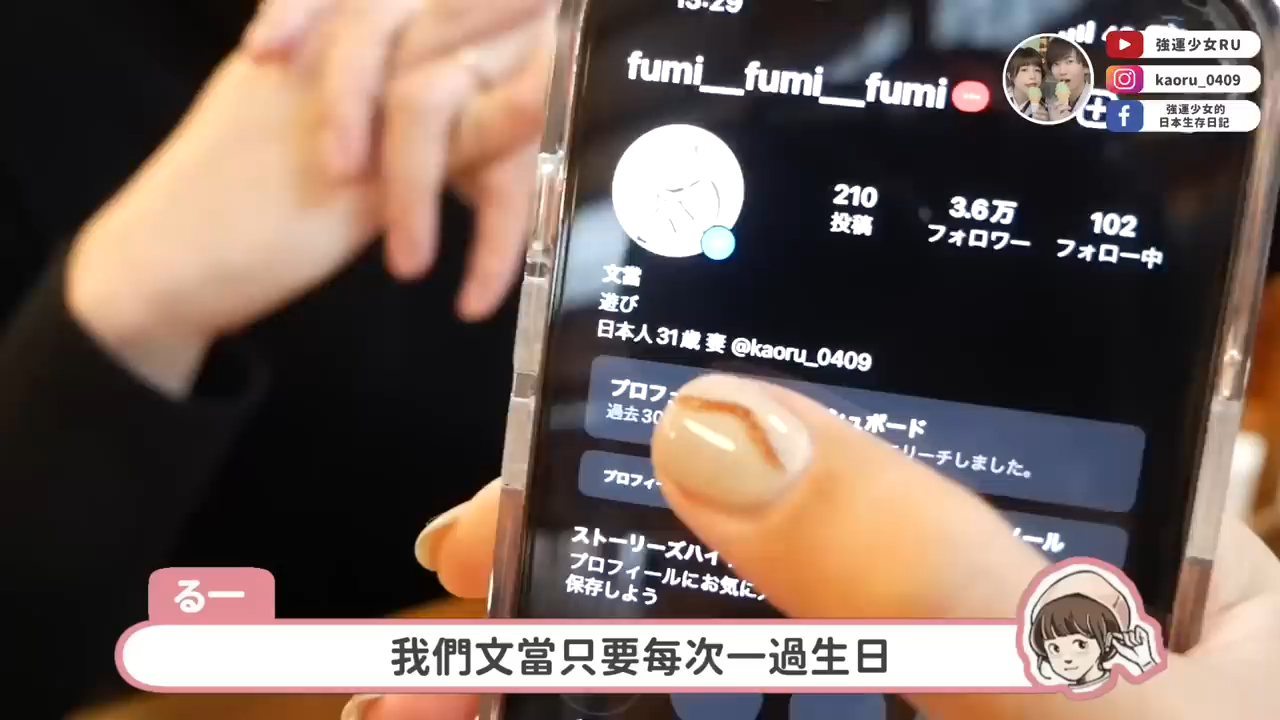 13:29
fumi__fumi__fumi
強運少女RU
kaoru_0409
強運少女的
日本生存日記
210
投稿
3.6万
フォロワー
102
フォロー中
文當
遊び
日本人 31歳 妻 @kaoru_0409
プロフ
ュボード
過去30
リーチしました。
プロフィー
メール
ストーリーズハイ
プロフィールにお気に
保存しよう
るー
我們文當只要每次一過生日